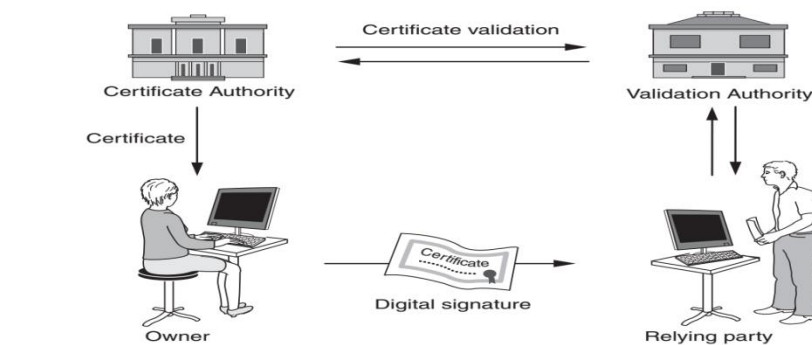 Certificate validation
Certificate Authority
Validation Authority
Certificate
Certificate
Digital signature
Owner
Relying party